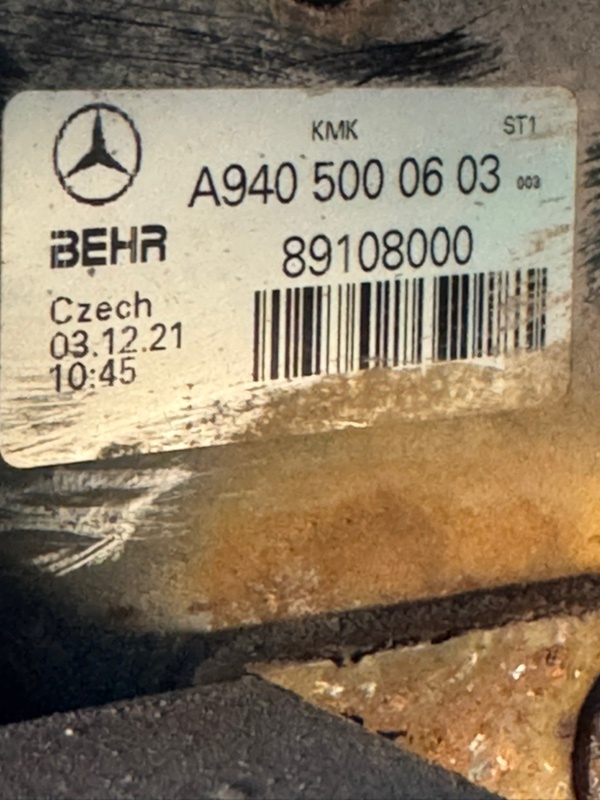 KMK ST1
A940 500 06 03 003
BEHR
89108000
Czech
03.12.21
10:45